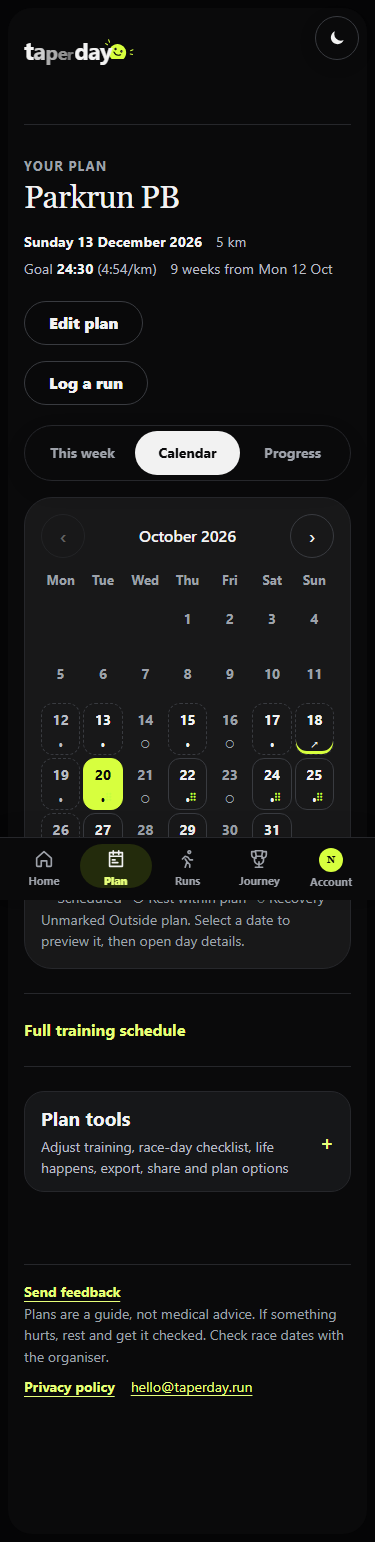 taperday
YOUR PLAN
Parkrun PB
Sunday 13 December 2026 5 km
Goal 24:30 (4:54/km) 9 weeks from Mon 12 Oct
Edit plan
Log a run
This week Calendar Progress
‹ October 2026 ›
Mon Tue Wed Thu Fri Sat Sun
1 2 3 4
5 6 7 8 9 10 11
12 13 14 15 16 17 18
19 20 21 22 23 24 25
26 27 28 29 30 31
Home Plan Runs Journey N Account
Scheduled Rest within plan Recovery
Unmarked Outside plan. Select a date to
preview it, then open day details.
Full training schedule
Plan tools
Adjust training, race-day checklist, life
happens, export, share and plan options
+
Send feedback
Plans are a guide, not medical advice. If something
hurts, rest and get it checked. Check race dates with
the organiser.
Privacy policy hello@taperday.run